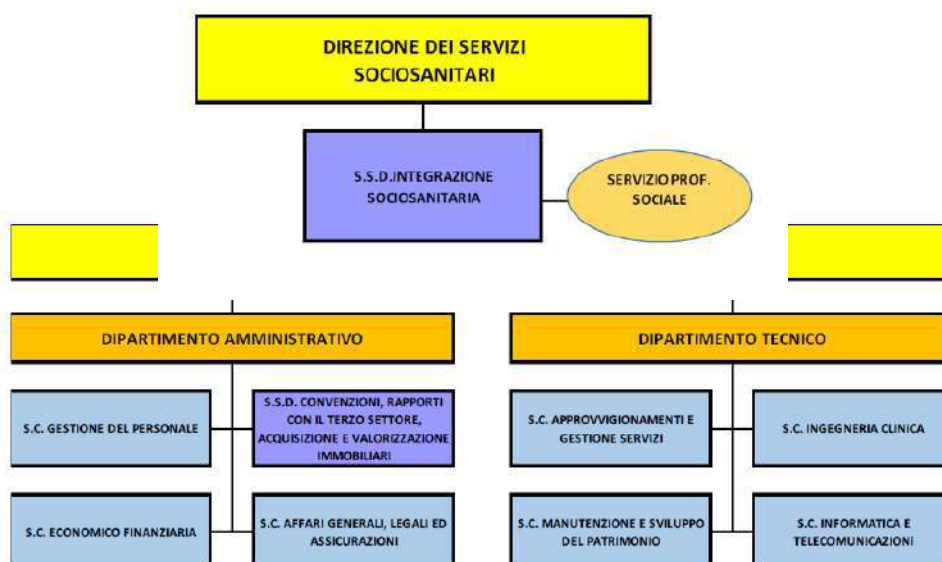 DIREZIONE DEI SERVIZI
SOCIOSANITARI
S.S.D.INTEGRAZIONE
SOCIOSANITARIA
SERVIZIO PROF.
SOCIALE
DIPARTIMENTO AMMINISTRATIVO
DIPARTIMENTO TECNICO
S.C. GESTIONE DEL PERSONALE
S.S.D. CONVENZIONI, RAPPORTI
CON IL TERZO SETTORE,
ACQUISIZIONE E VALORIZZAZIONE
IMMOBILIARI
S.C. APPROVVIGIONAMENTI E
GESTIONE SERVIZI
S.C. INGEGNERIA CLINICA
S.C. ECONOMICO FINANZIARIA
S.C. AFFARI GENERALI, LEGALI ED
ASSICURAZIONI
S.C. MANUTENZIONE E SVILUPPO
DEL PATRIMONIO
S.C. INFORMATICA E
TELECOMUNICAZIONI